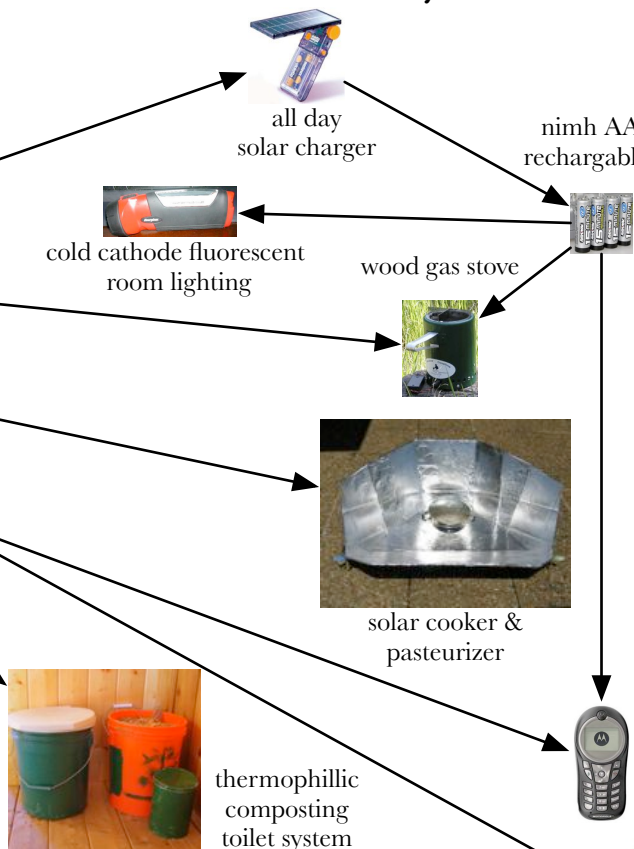 all day
solar charger
nimh AA
rechargabl
cold cathode fluorescent
room lighting
wood gas stove
solar cooker &
pasteurizer
thermophillic
composting
toilet system